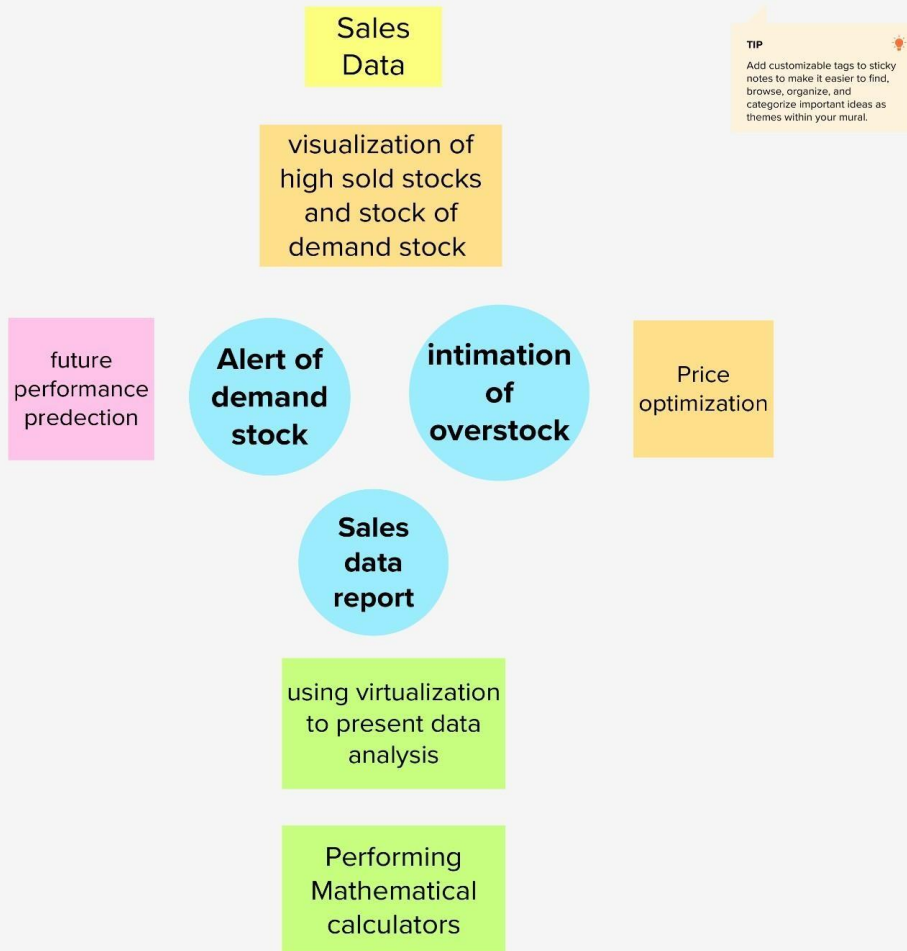 Sales
Data
TIP
Add customizable tags to sticky
notes to make it easier to find,
browse, organize, and
categorize important ideas as
themes within your mural.
visualization of
high sold stocks
and stock of
demand stock
future
performance
predection
Alert of
demand
stock
intimation
of
overstock
Price
optimization
Sales
data
report
using virtualization
to present data
analysis
Performing
Mathematical
calculators